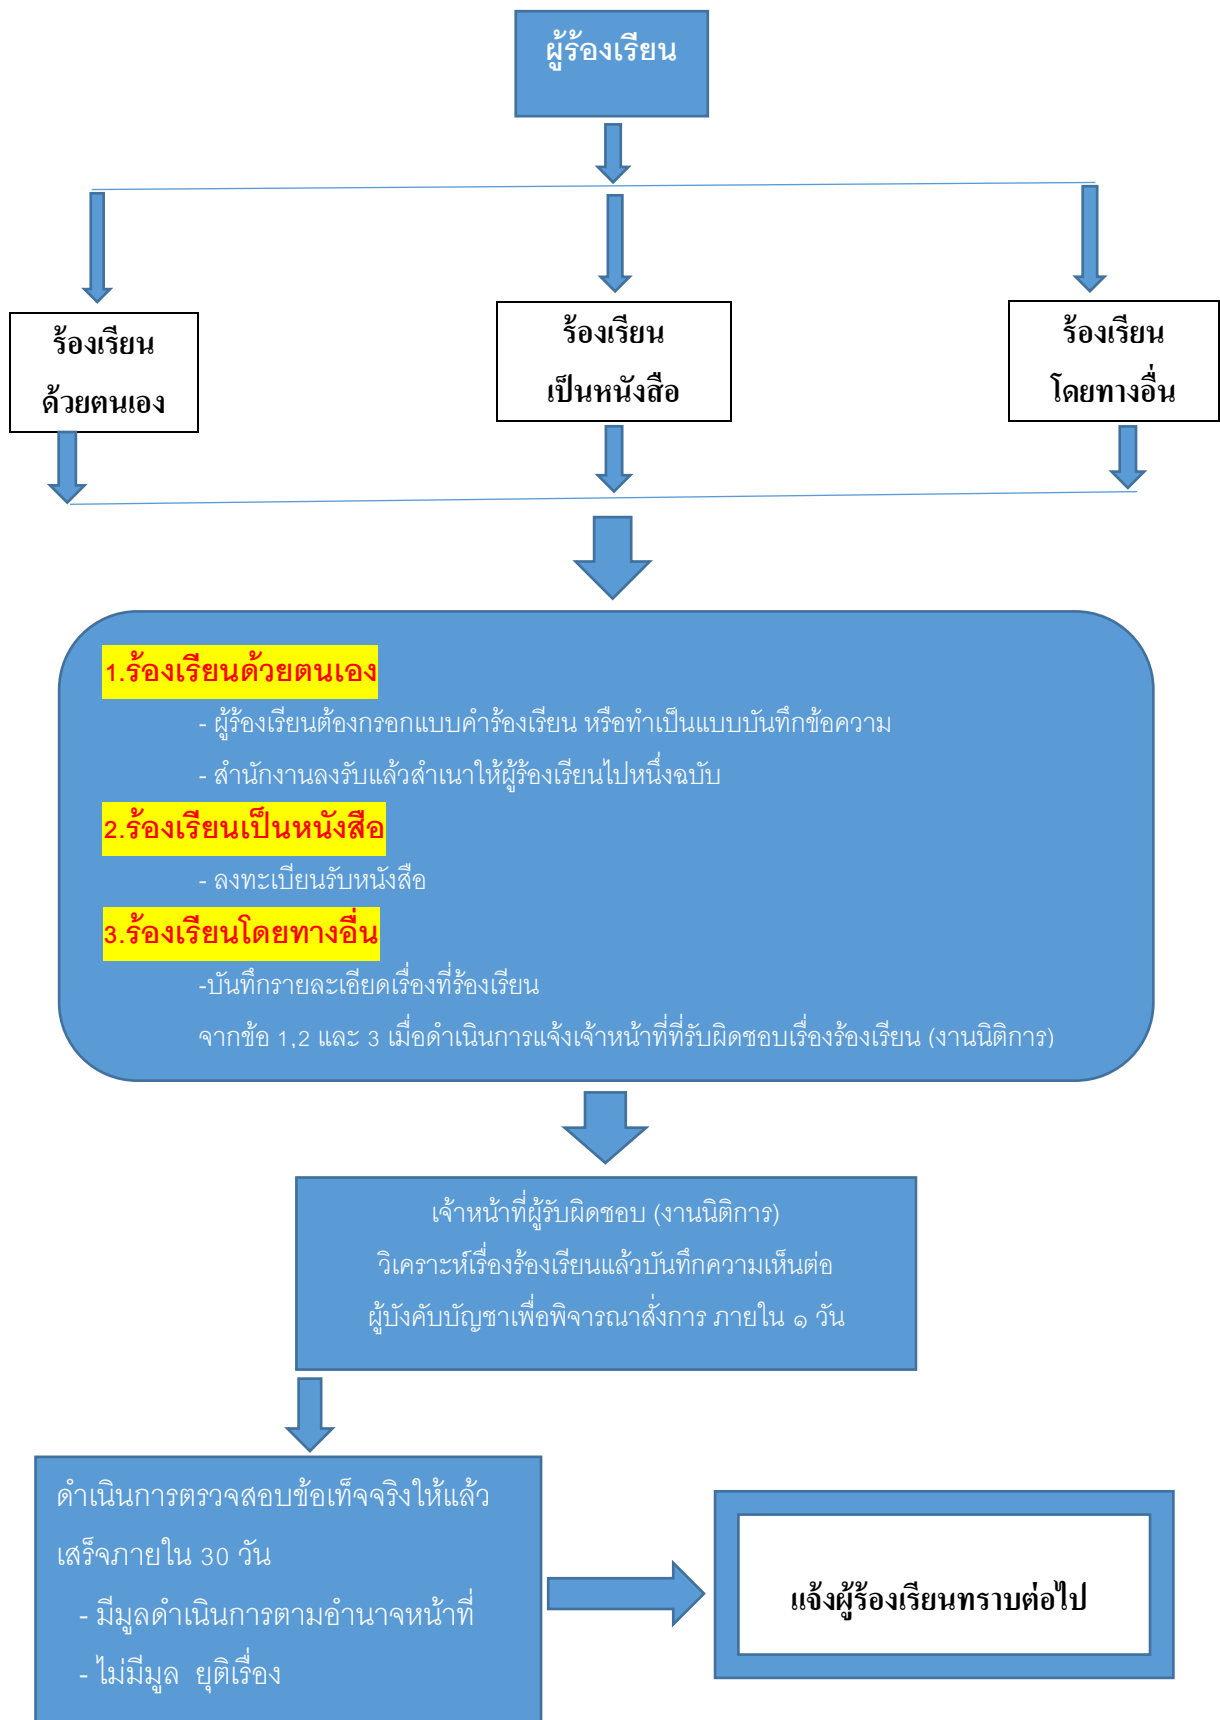 ผู้ร้องเรียน
ร้องเรียน
ด้วยตนเอง
ร้องเรียน
เป็นหนังสือ
ร้องเรียน
โดยทางอื่น
1.ร้องเรียนด้วยตนเอง
- ผู้ร้องเรียนต้องกรอกแบบคำร้องเรียน หรือทำเป็นแบบบันทึกข้อความ
- สำนักงานลงรับแล้วสำเนาให้ผู้ร้องเรียนไปหนึ่งฉบับ
2.ร้องเรียนเป็นหนังสือ
- ลงทะเบียนรับหนังสือ
3.ร้องเรียนโดยทางอื่น
-บันทึกรายละเอียดเรื่องที่ร้องเรียน
จากข้อ 1,2 และ 3 เมื่อดำเนินการแจ้งเจ้าหน้าที่ที่รับผิดชอบเรื่องร้องเรียน (งานนิติการ)
เจ้าหน้าที่ผู้รับผิดชอบ (งานนิติการ)
วิเคราะห์เรื่องร้องเรียนแล้วบันทึกความเห็นต่อ
ผู้บังคับบัญชาเพื่อพิจารณาสั่งการ ภายใน ๑ วัน
ดำเนินการตรวจสอบข้อเท็จจริงให้แล้ว
เสร็จภายใน 30 วัน
- มีมูลดำเนินการตามอำนาจหน้าที่
- ไม่มีมูล ยุติเรื่อง
แจ้งผู้ร้องเรียนทราบต่อไป